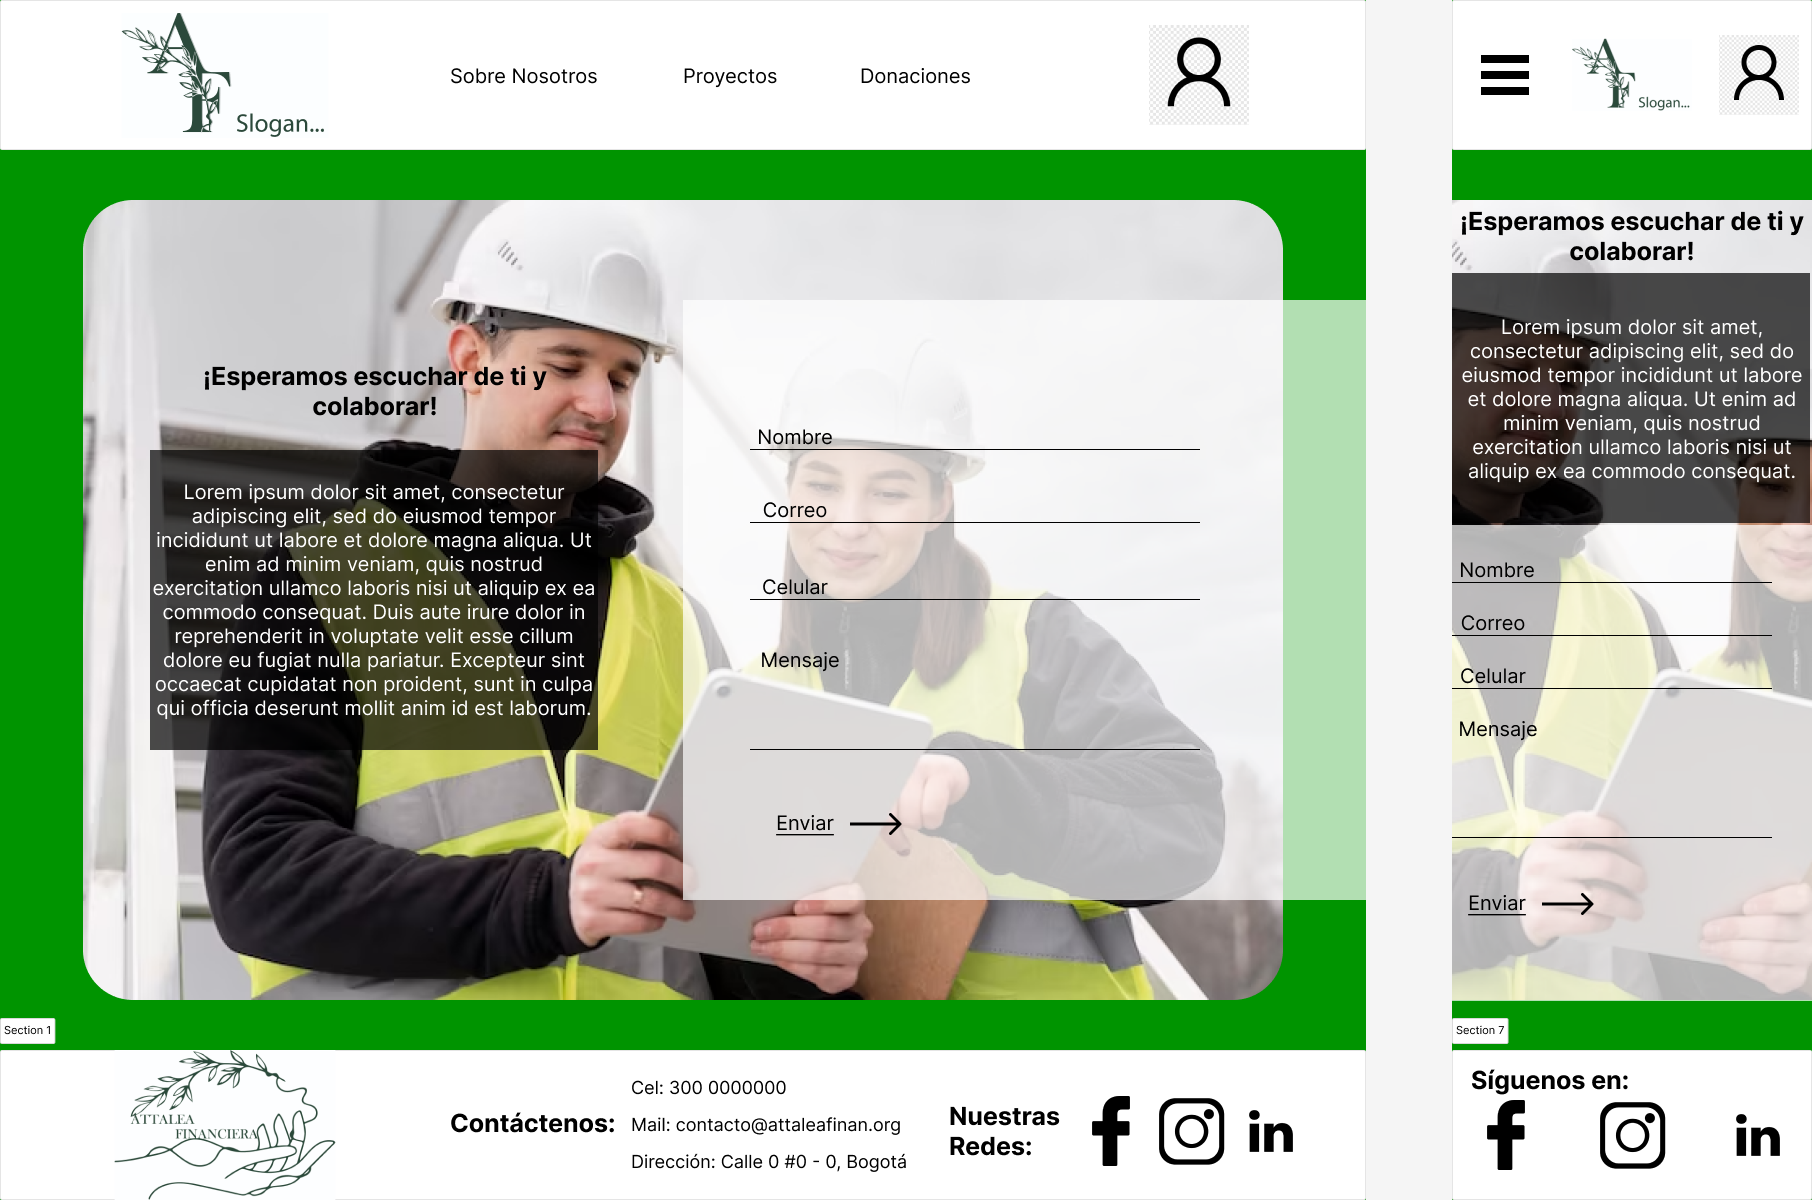 AF
Slogan...
Sobre Nosotros
Proyectos
Donaciones
¡Esperamos escuchar de ti y
colaborar!
Lorem ipsum dolor sit amet, consectetur
adipiscing elit, sed do eiusmod tempor
incididunt ut labore et dolore magna aliqua. Ut
enim ad minim veniam, quis nostrud
exercitation ullamco laboris nisi ut aliquip ex ea
commodo consequat. Duis aute irure dolor in
reprehenderit in voluptate velit esse cillum
dolore eu fugiat nulla pariatur. Excepteur sint
occaecat cupidatat non proident, sunt in culpa
qui officia deserunt mollit anim id est laborum.
Nombre
Correo
Celular
Mensaje
Enviar
Section 1
ATTALEA
FINANCIERA
Contáctenos:
Cel: 300 0000000
Mail: contacto@attaleafinan.org
Dirección: Calle 0 #0 - 0, Bogotá
Nuestras
Redes:
f
in
AF
Slogan...
¡Esperamos escuchar de ti y
colaborar!
Lorem ipsum dolor sit amet,
consectetur adipiscing elit, sed do
eiusmod tempor incididunt ut labore
et dolore magna aliqua. Ut enim ad
minim veniam, quis nostrud
exercitation ullamco laboris nisi ut
aliquip ex ea commodo consequat.
Nombre
Correo
Celular
Mensaje
Enviar
Section 7
Síguenos en:
f
in